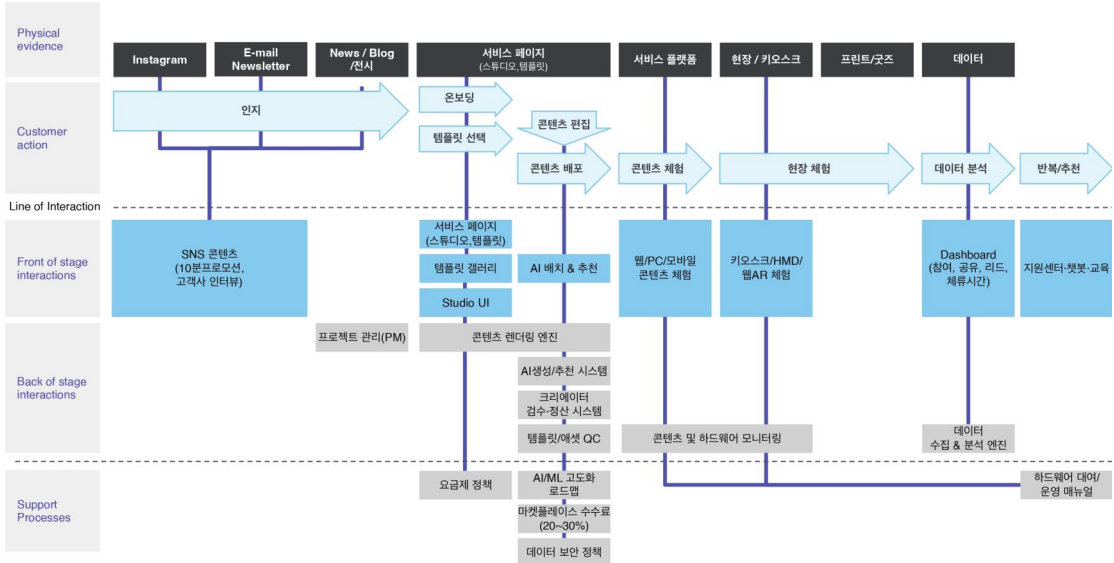 Physical
evidence
Instagram
E-mail
Newsletter
News / Blog
/전시
서비스 페이지
(스튜디오,템플릿)
서비스 플랫폼
현장 / 키오스크
프린트/굿즈
데이터
Customer
action
인지
온보딩
템플릿 선택
콘텐츠 편집
콘텐츠 배포
콘텐츠 체험
현장 체험
데이터 분석
반복/추천
Line of Interaction
Front of stage
interactions
SNS 콘텐츠
(10분프로모션,
고객사 인터뷰)
서비스 페이지
(스튜디오,템플릿)
템플릿 갤러리
Studio UI
AI 배치 & 추천
웹/PC/모바일
콘텐츠 체험
키오스크/HMD/
웹AR 체험
Dashboard
(참여, 공유, 리드,
체류시간)
지원센터·챗봇·교육
Back of stage
interactions
프로젝트 관리(PM)
콘텐츠 렌더링 엔진
AI생성/추천 시스템
크리에이터
검수·정산 시스템
템플릿/애셋 QC
콘텐츠 및 하드웨어 모니터링
데이터
수집 & 분석 엔진
Support
Processes
요금제 정책
AI/ML 고도화
로드맵
마켓플레이스 수수료
(20~30%)
데이터 보안 정책
하드웨어 대여/
운영 매뉴얼